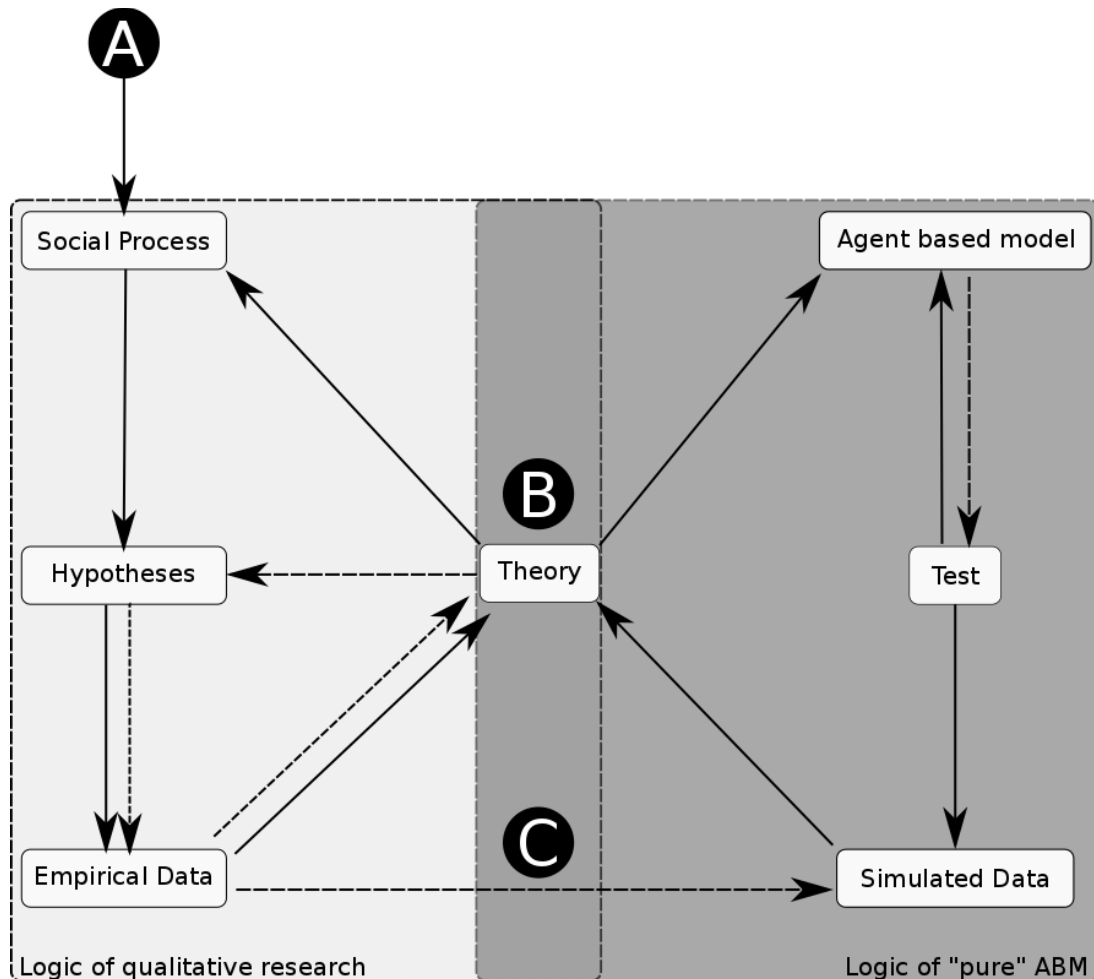 A
Social Process
Agent based model
B
Hypotheses
Theory
Test
C
Empirical Data
Simulated Data
Logic of qualitative research
Logic of "pure" ABM